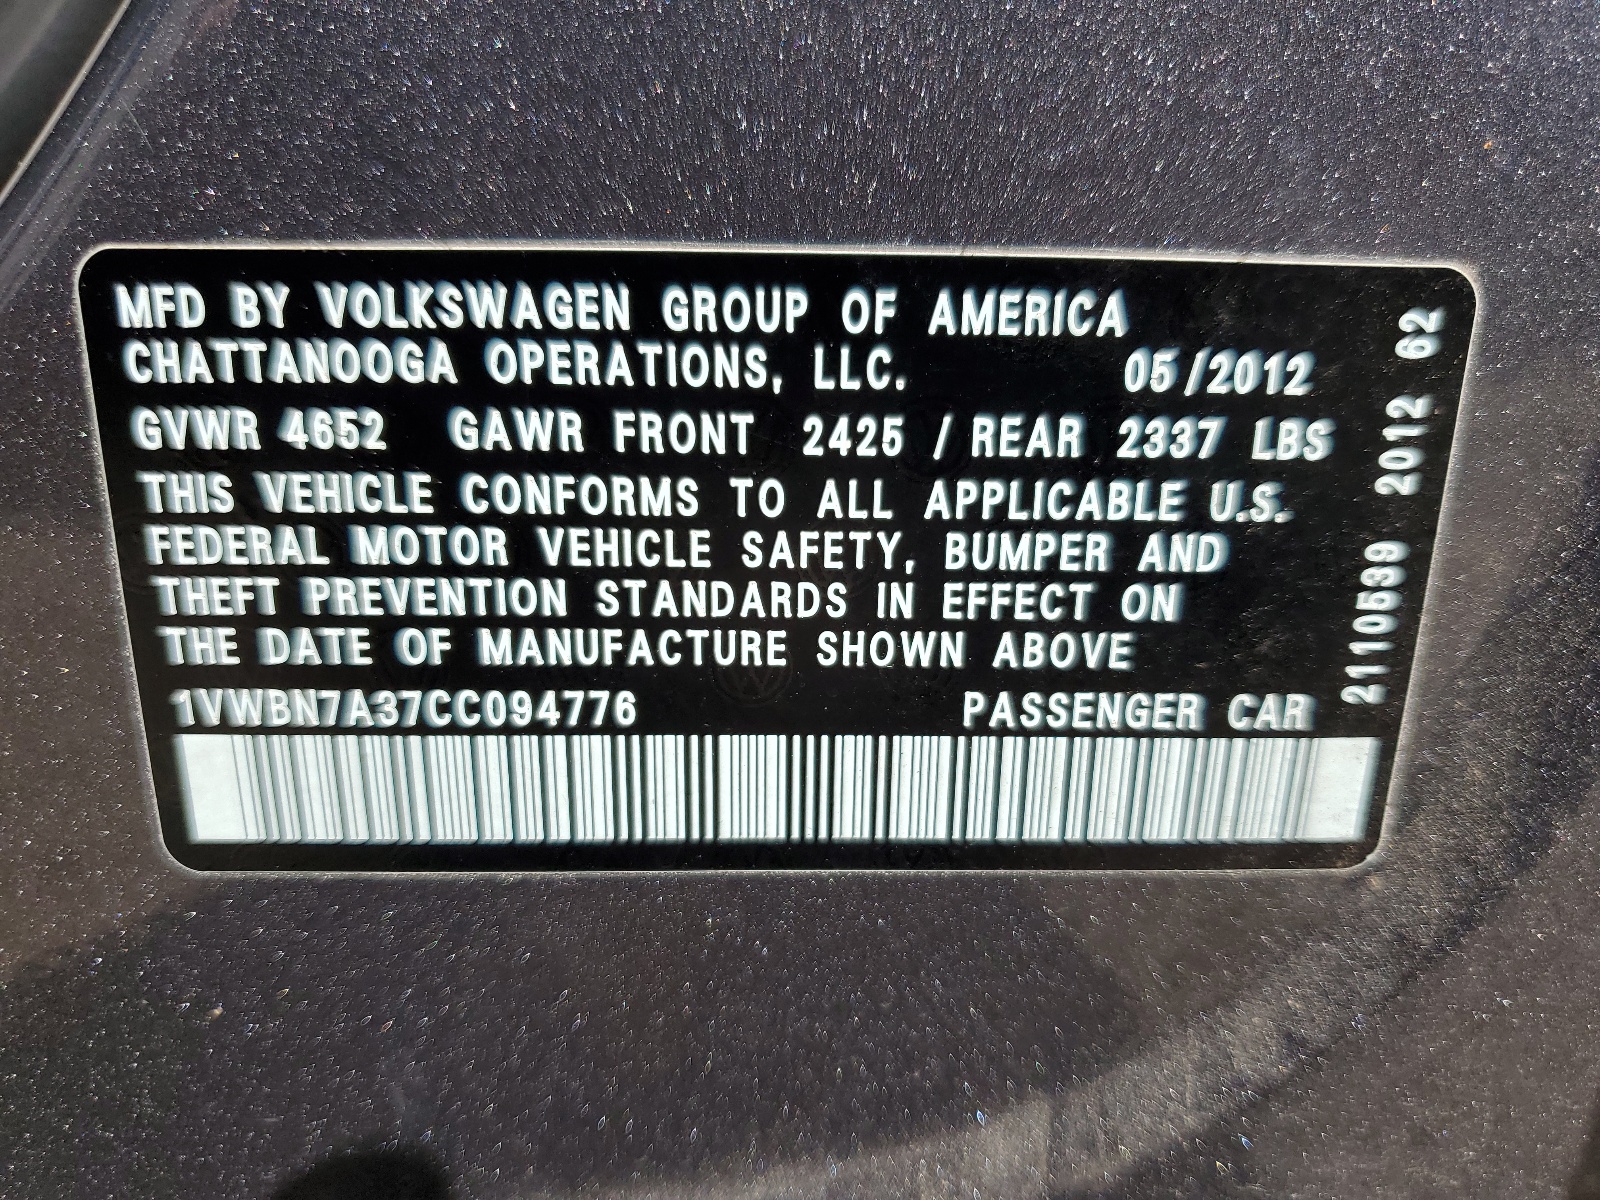 MFD BY VOLKSWAGEN GROUP OF AMERICA
CHATTANOOGA OPERATIONS, LLC. 05/2012
GVWR 4652 GAWR FRONT 2425 / REAR 2337 LBS
THIS VEHICLE CONFORMS TO ALL APPLICABLE U.S.
FEDERAL MOTOR VEHICLE SAFETY, BUMPER AND
THEFT PREVENTION STANDARDS IN EFFECT ON
THE DATE OF MANUFACTURE SHOWN ABOVE
1VWBN7A37CC094776 PASSENGER CAR
2110539 2012 62